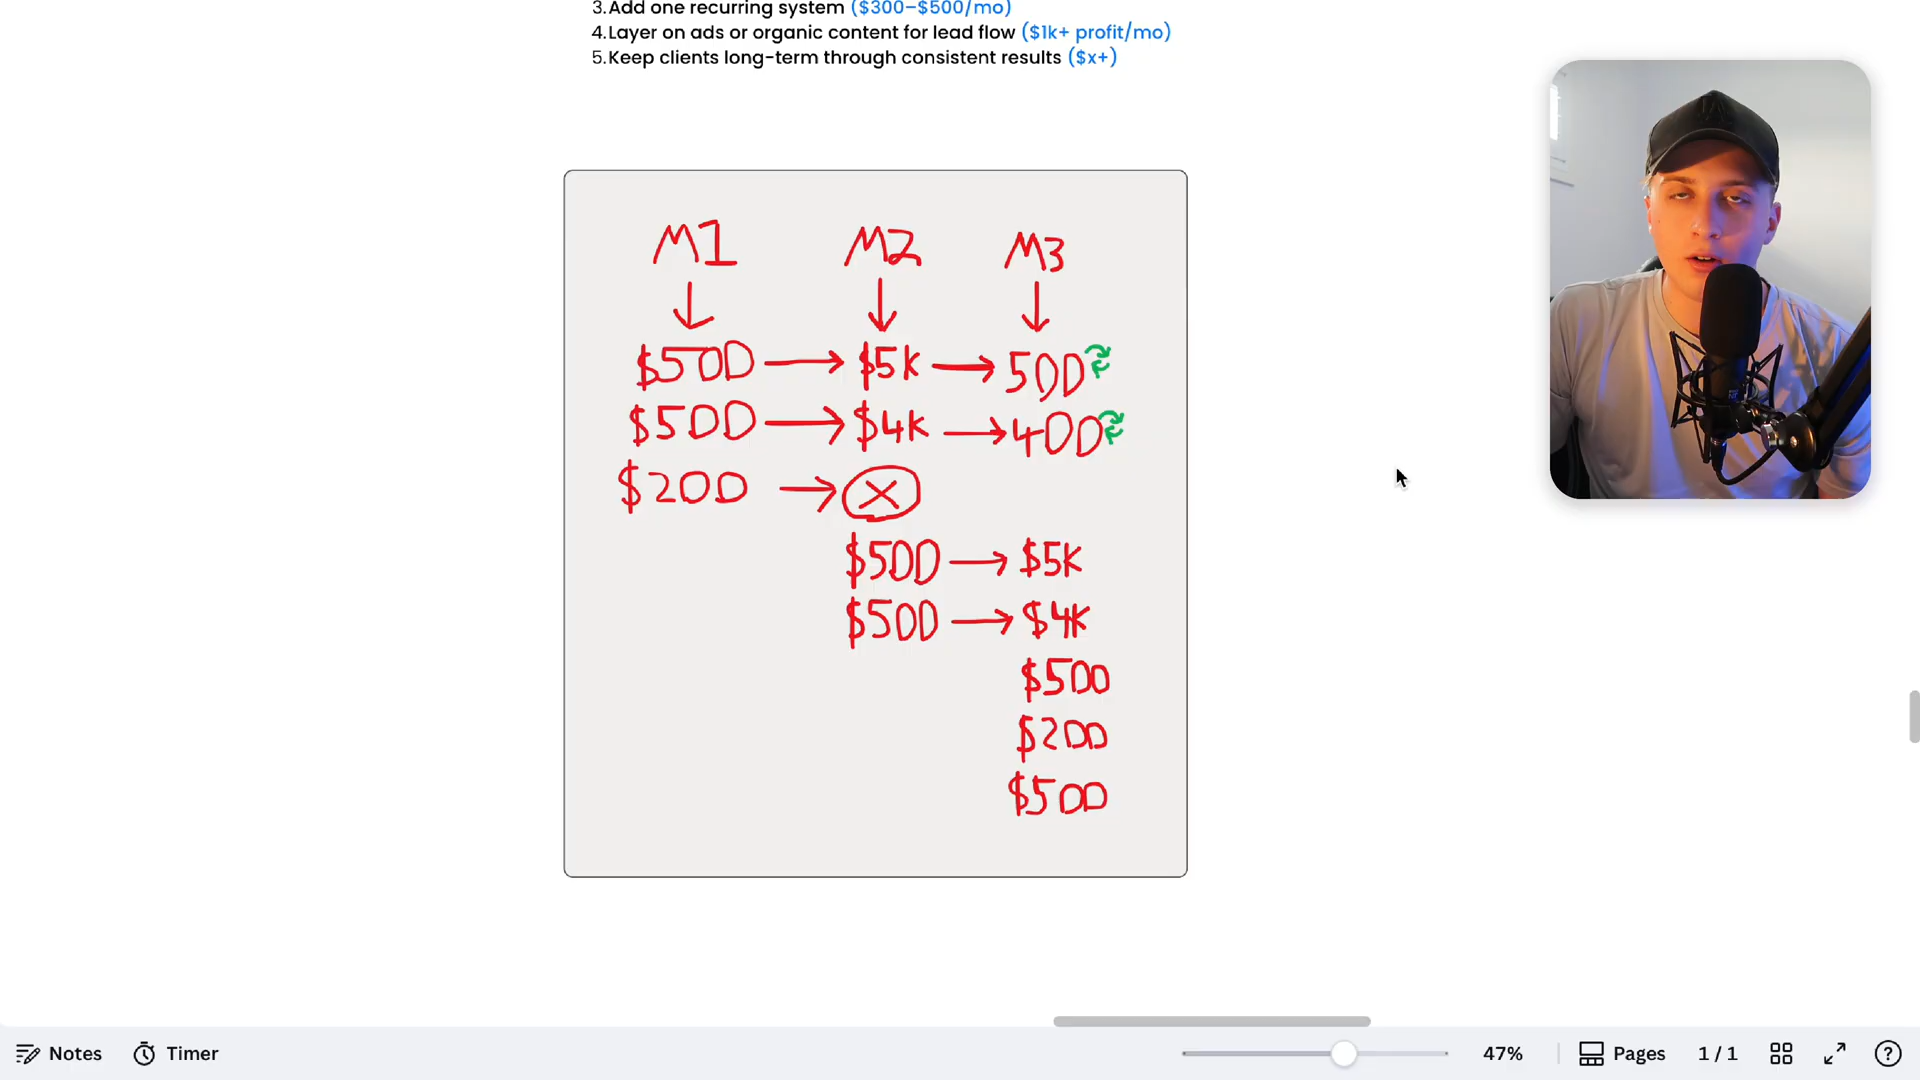 3.Add one recurring system ($300–$500/mo)
4.Layer on ads or organic content for lead flow ($1k+ profit/mo)
5.Keep clients long-term through consistent results ($x+)
M1 M2 M3
$500 → $5K → 500
$500 → $4K → 400
$200 → X
$500 → $5K
$500 → $4K
$500
$200
$500
Notes Timer 47% Pages 1 / 1